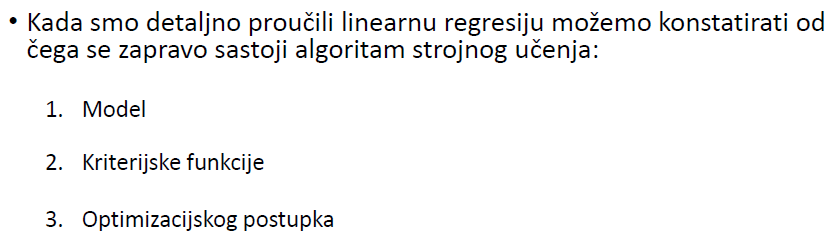 • Kada smo detaljno proučili linearnu regresiju možemo konstatirati od
čega se zapravo sastoji algoritam strojnog učenja:
1. Model
2. Kriterijske funkcije
3. Optimizacijskog postupka